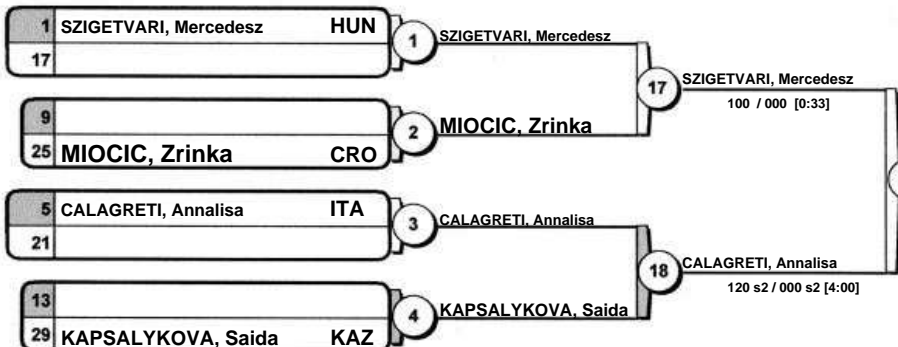 1 SZIGETVARI, Mercedesz HUN
17
1
SZIGETVARI, Mercedesz
9
25 MIOCIC, Zrinka CRO
2
MIOCIC, Zrinka
17
SZIGETVARI, Mercedesz
100 / 000 [0:33]
5 CALAGRETI, Annalisa ITA
21
3
CALAGRETI, Annalisa
13
29 KAPSALYKOVA, Saida KAZ
4
KAPSALYKOVA, Saida
18
CALAGRETI, Annalisa
120 s2 / 000 s2 [4:00]